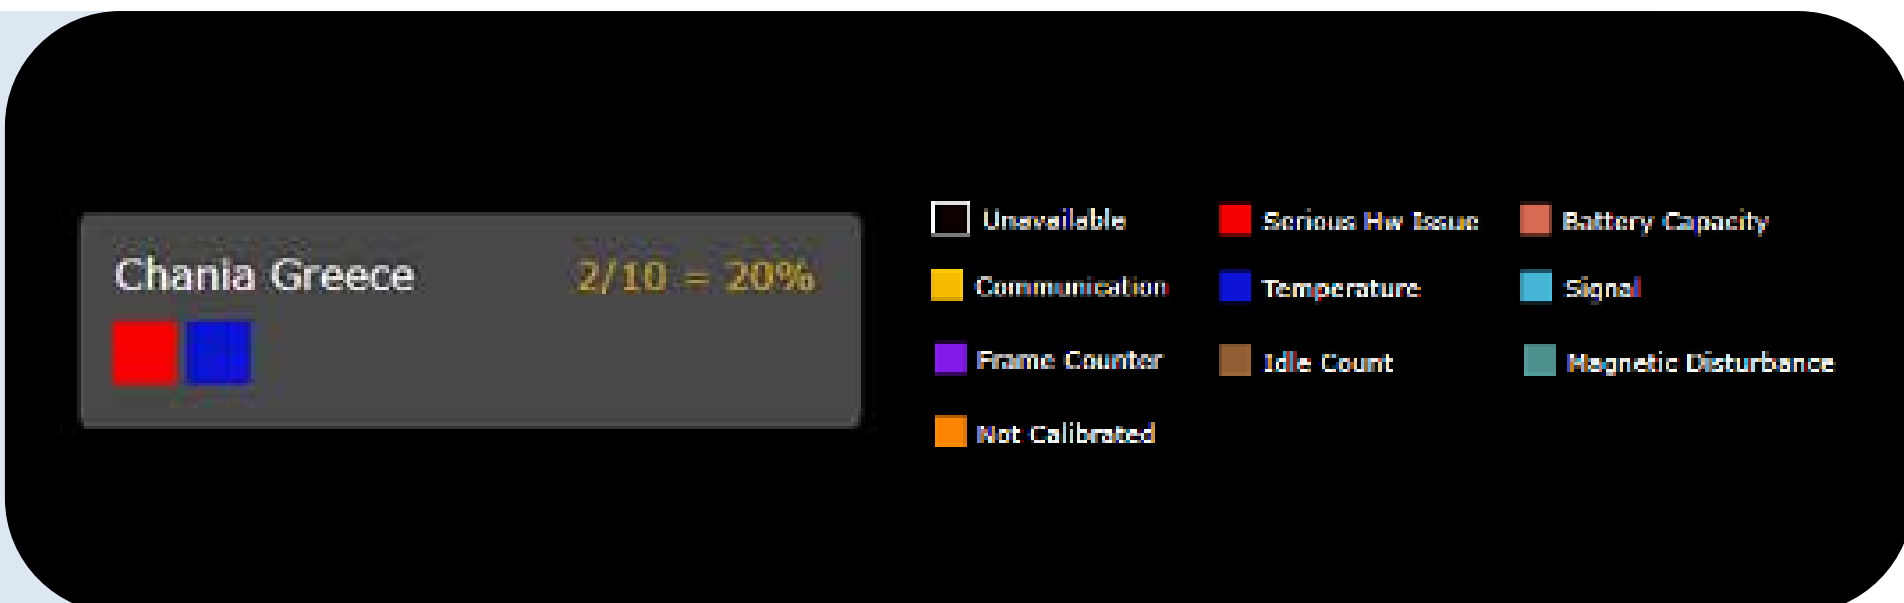 Chania Greece 2/10 = 20%
Unavailable Serious Hw Issue Battery Capacity
Communication Temperature Signal
Frame Counter Idle Count Magnetic Disturbance
Not Calibrated